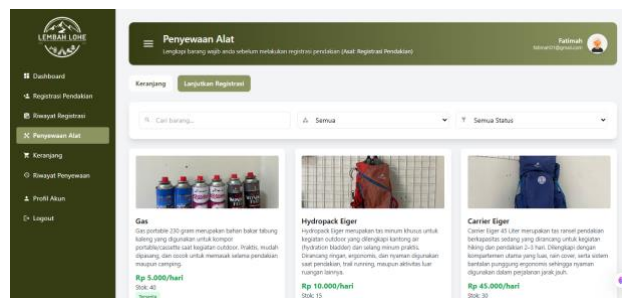 LEMBAH LOHE
Dashboard
Registrasi Pendakian
Riwayat Registrasi
Penyewaan Alat
Keranjang
Riwayat Penyewaan
Profil Akun
Logout
Penyewaan Alat
Lengkapi barang wajib anda sebelum melakukan registrasi pendakian (Asal: Registrasi Pendakian)
Fatimah
Keranjang
Lanjutkan Registrasi
Cari barang...
Semua
Semua Status
Gas
Gas portable 230 gram merupakan bahan bakar tabung
kaleng yang digunakan untuk kompor
portable/cassette saat kegiatan outdoor. Praktis, mudah
dipasang, dan cocok untuk memasak selama pendakian
maupun camping.
Rp 5.000/hari
Stok: 40
Tersedia
Hydropack Eiger
Hydropack Eiger merupakan tas minum khusus untuk
kegiatan outdoor yang dilengkapi kantong air
(hydration bladder) dan selang minum praktis.
Dirancang ringan, ergonomis, dan nyaman digunakan
saat pendakian, trail running, maupun aktivitas luar
ruangan lainnya.
Rp 10.000/hari
Stok: 15
Carrier Eiger
Carrier Eiger 45 Liter merupakan tas ransel pendakian
berkapasitas sedang yang dirancang untuk kegiatan
hiking dan pendakian 2–3 hari. Dilengkapi dengan
kompartemen utama yang luas, rain cover, serta sistem
bantalan punggung ergonomis sehingga nyaman
digunakan dalam perjalanan jarak jauh.
Rp 45.000/hari
Stok: 30